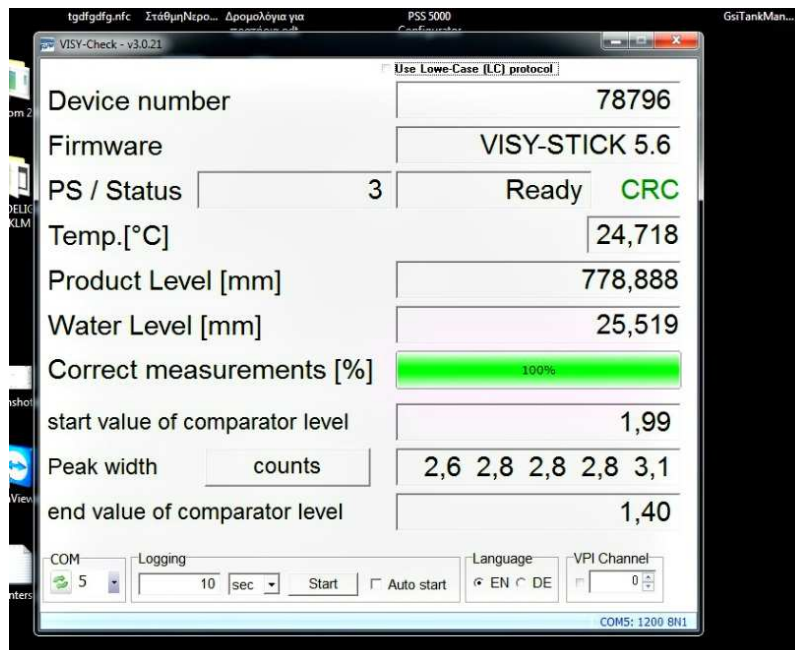 tgdfgdfg.nfc ΣτάθμηΝερο... Δρομολόγια για PSS 5000 GsiTankMan...
VISY-Check - v3.0.21
Use Lowe-Case (LC) protocol
Device number 78796
Firmware VISY-STICK 5.6
PS / Status 3 Ready CRC
Temp.[°C] 24,718
Product Level [mm] 778,888
Water Level [mm] 25,519
Correct measurements [%] 100%
start value of comparator level 1,99
Peak width counts 2,6 2,8 2,8 2,8 3,1
end value of comparator level 1,40
COM Logging Language VPI Channel
5 10 sec Start Auto start EN DE 0
COM5: 1200 8N1